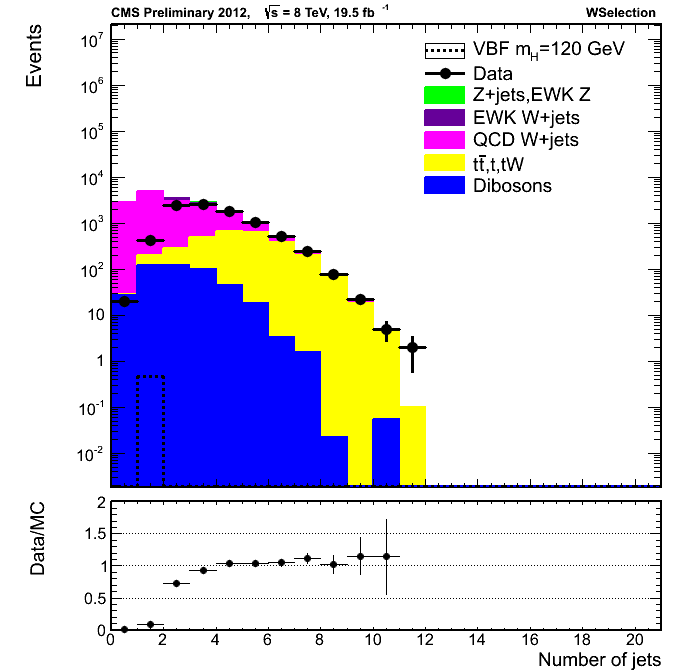 CMS Preliminary 2012, √s = 8 TeV, 19.5 fb⁻¹ WSelection
Events
10⁷
10⁶
10⁵
10⁴
10³
10²
10
1
10⁻¹
10⁻²
VBF m_H=120 GeV
Data
Z+jets,EWK Z
EWK W+jets
QCD W+jets
tt̅,t,tW
Dibosons
Data/MC
2
1.5
1
0.5
0
0 2 4 6 8 10 12 14 16 18 20
Number of jets